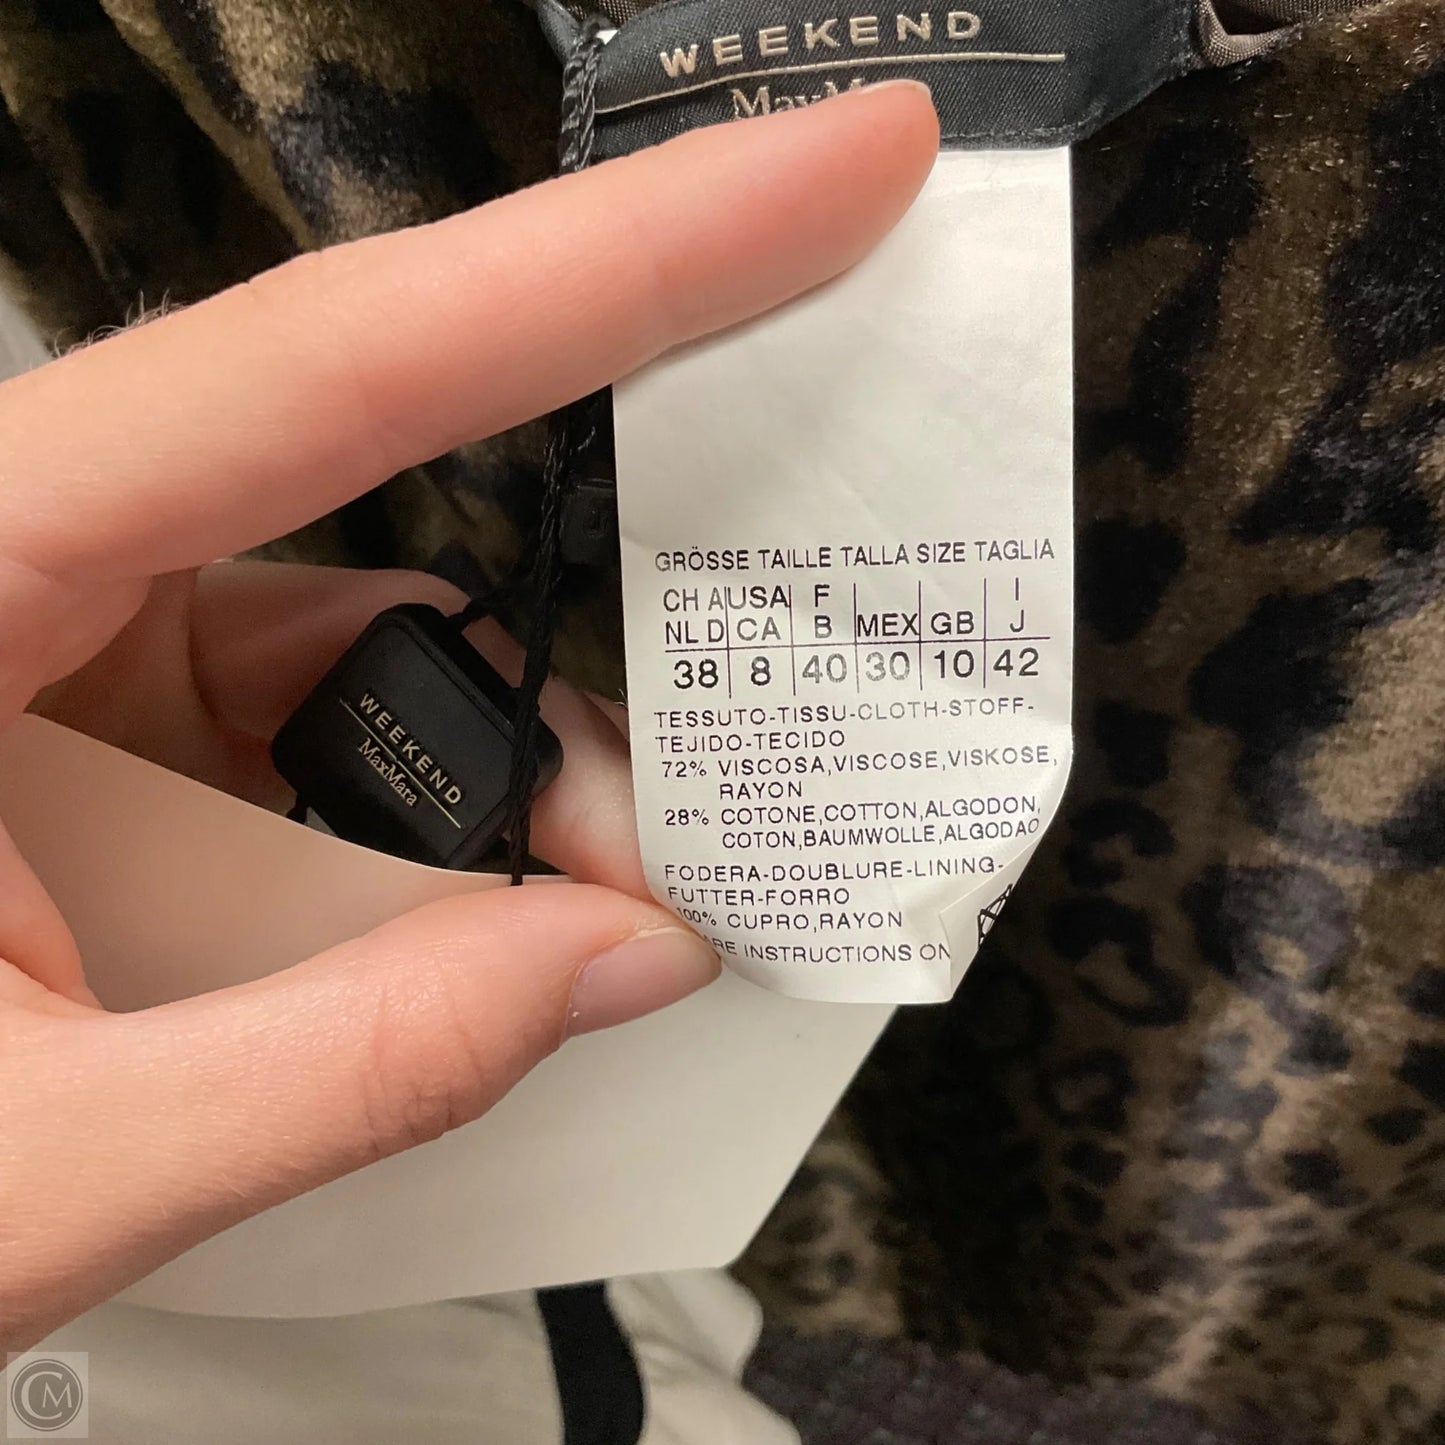 WEEKEND
GRÖSSE TAILLE TALLA SIZE TAGLIA
CH A USA F I
NL D CA B MEX GB J
38 8 40 30 10 42
TESSUTO-TISSU-CLOTH-STOFF-
TEJIDO-TECIDO
72% VISCOSA,VISCOSE,VISKOSE,
RAYON
28% COTONE,COTTON,ALGODON,
COTON,BAUMWOLLE,ALGODAO
FODERA-DOUBLURE-LINING-
FUTTER-FORRO
100% CUPRO,RAYON
INSTRUCTIONS ON
WEEKEND
MaxMara
CM